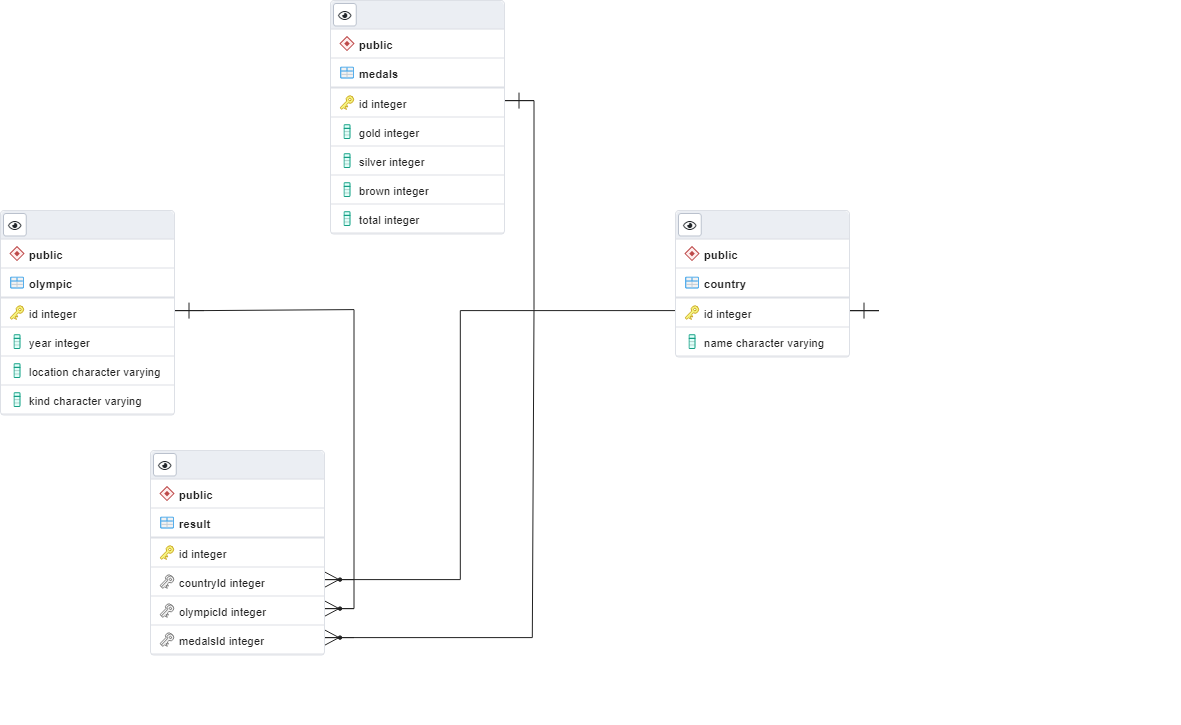 public
medals
id integer
gold integer
silver integer
brown integer
total integer
public
olympic
id integer
year integer
location character varying
kind character varying
public
country
id integer
name character varying
public
result
id integer
countryId integer
olympicId integer
medalsId integer